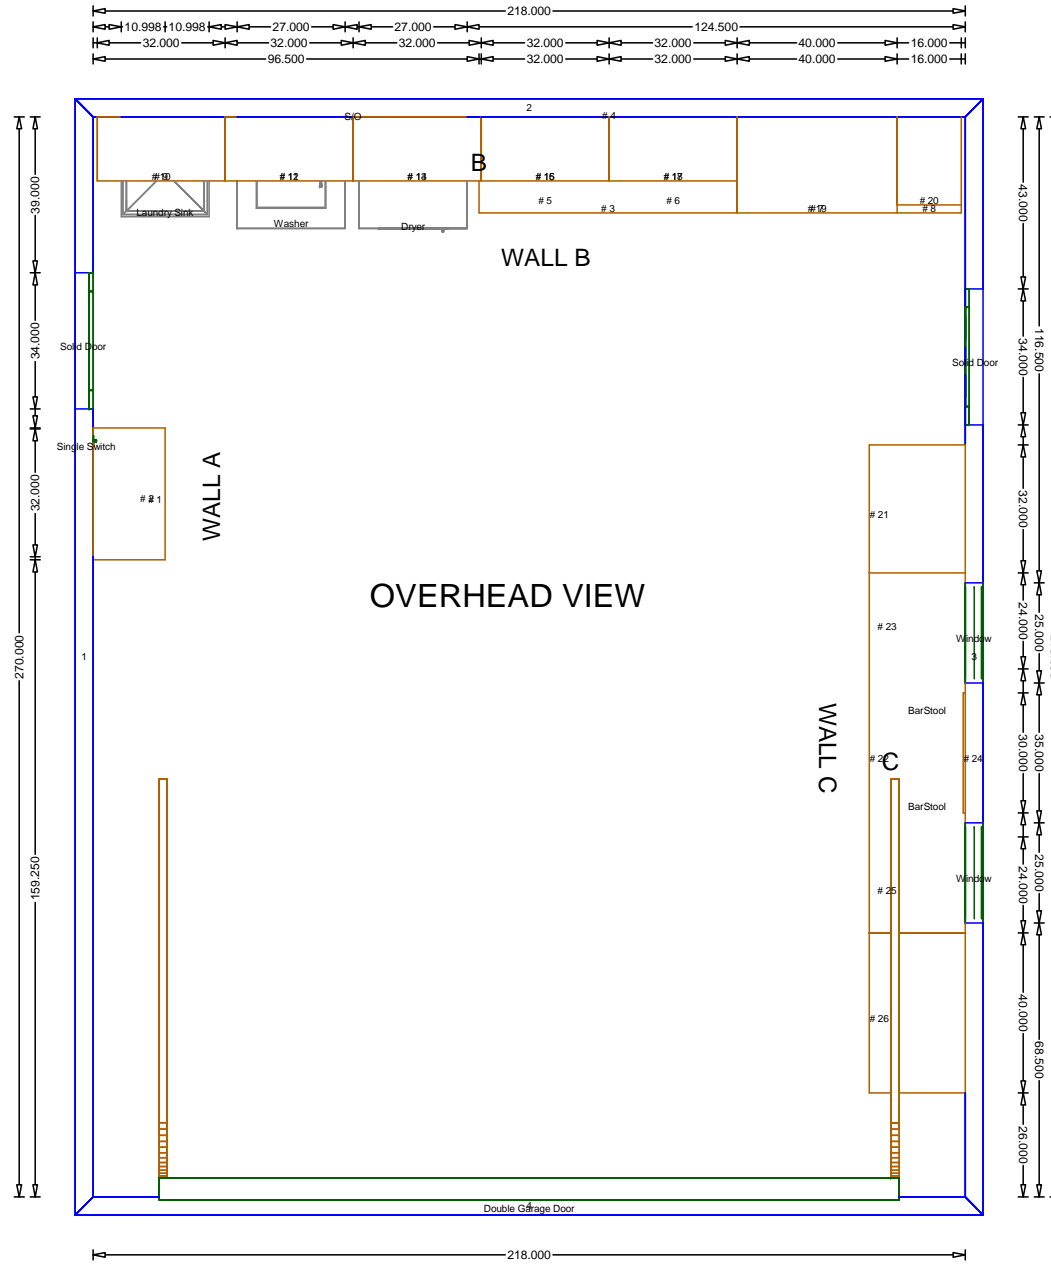 218.000
10.998 10.998 27.000 27.000 124.500
32.000 32.000 32.000 32.000 32.000 40.000 16.000
96.500 32.000 32.000 40.000 16.000
2
S/O # 4
B
# 20
# 5 # 6
# 3 # 8
Laundry Sink
Washer
Dryer
WALL B
39.000
34.000
32.000
159.250
270.000
Solid Door
Single Switch
# 1
WALL A
1
OVERHEAD VIEW
43.000
34.000
32.000
24.000
30.000
24.000
40.000
26.000
116.500
25.000
35.000
25.000
68.500
Solid Door
# 21
# 23
Window
3
BarStool
WALL C
C
# 22
# 24
BarStool
Window
# 25
# 26
Double Garage Door
4
218.000